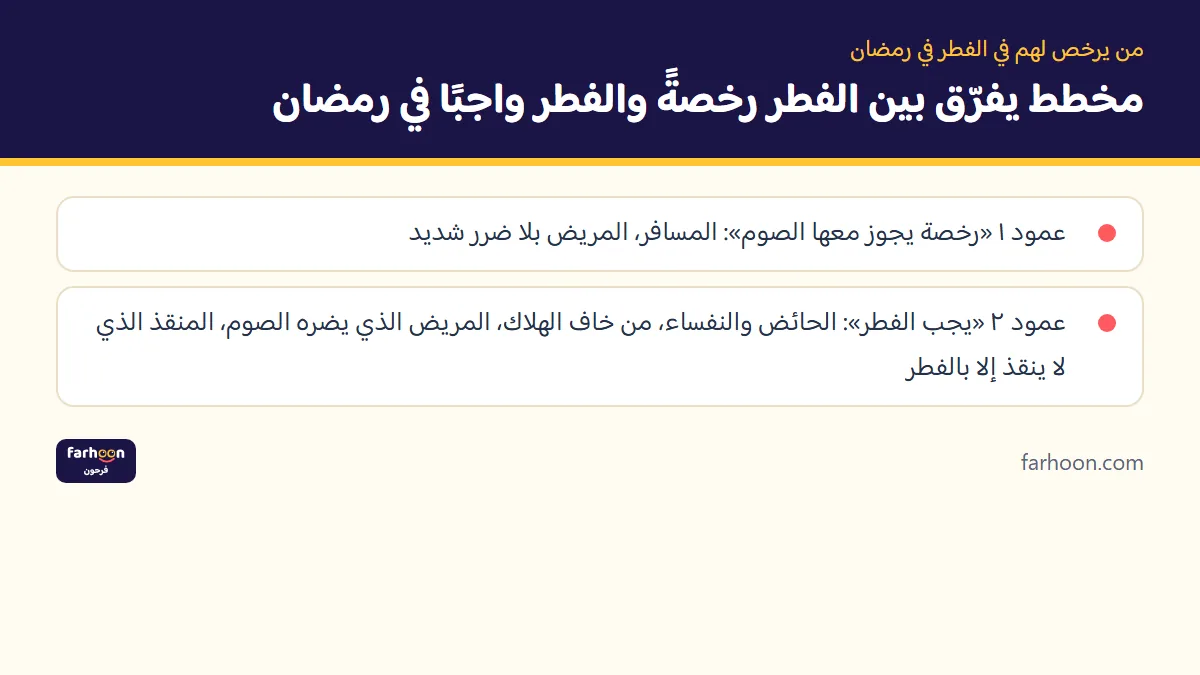 من يرخص لهم في الفطر في رمضان
مخطط يفرّق بين الفطر رخصةً والفطر واجبًا في رمضان
عمود ١ «رخصة يجوز معها الصوم»: المسافر، المريض بلا ضرر شديد
عمود ٢ «يجب الفطر»: الحائض والنفساء، من خاف الهلاك، المريض الذي يضره الصوم، المنقذ الذي
لا ينقذ إلا بالفطر
farhoon.com
farhoon
فرحون